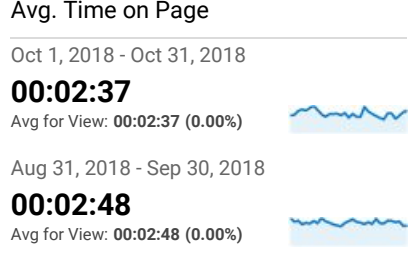 Avg. Time on Page
Oct 1, 2018 - Oct 31, 2018
00:02:37
Avg for View: 00:02:37 (0.00%)
Aug 31, 2018 - Sep 30, 2018
00:02:48
Avg for View: 00:02:48 (0.00%)